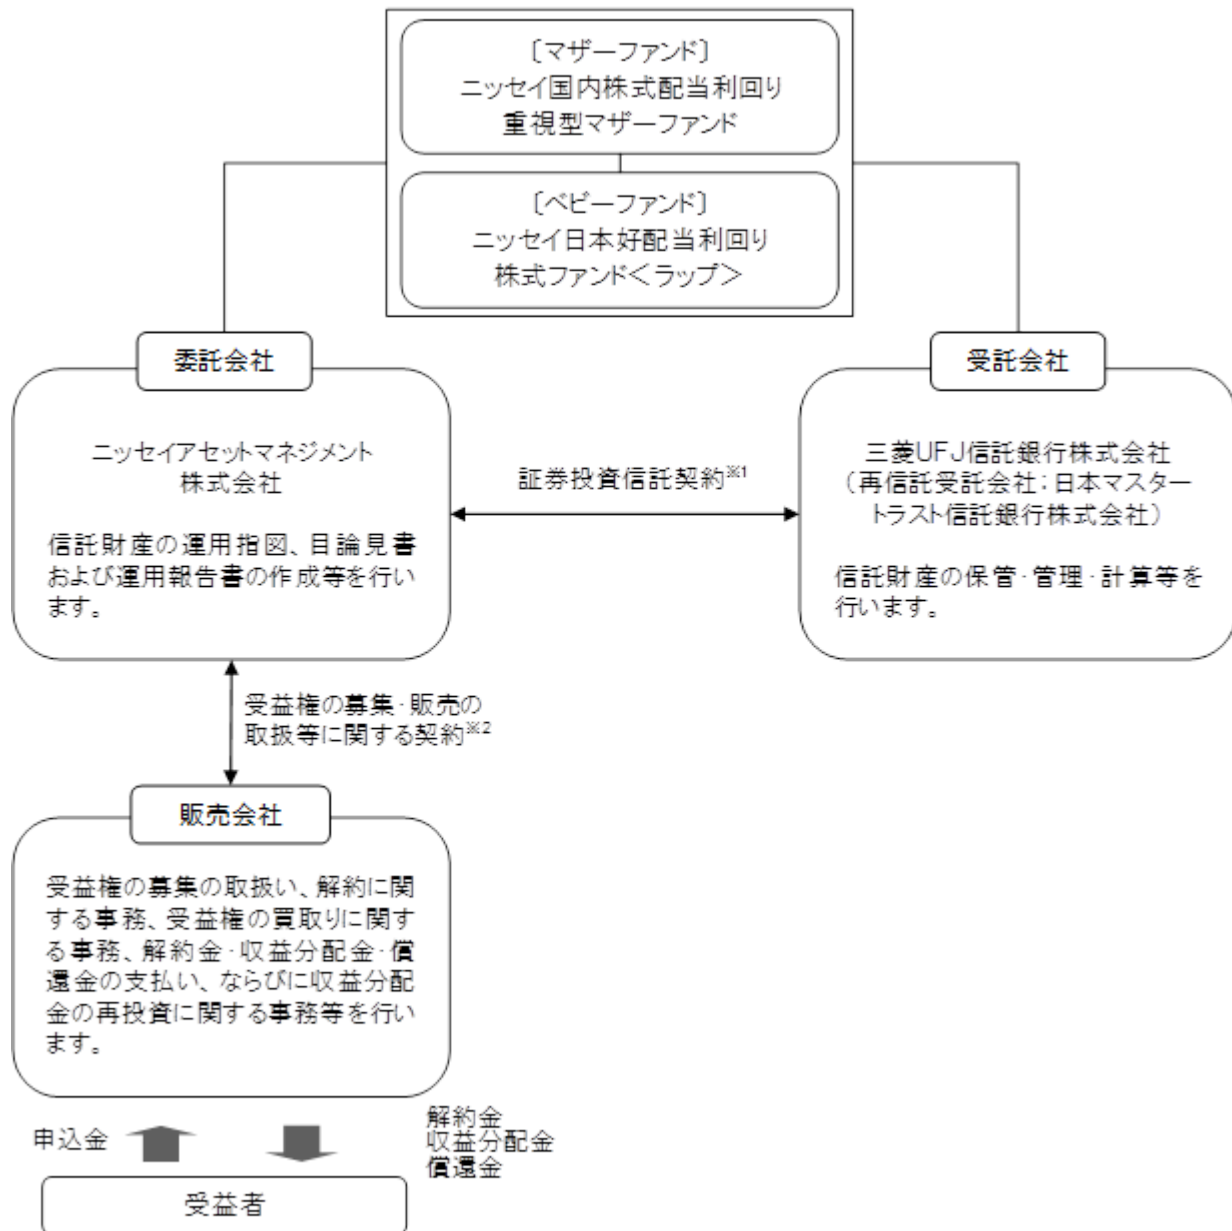 〔マザーファンド〕
ニッセイ国内株式配当利回り
重視型マザーファンド
〔ベビーファンド〕
ニッセイ日本好配当利回り
株式ファンド＜ラップ＞
委託会社
ニッセイアセットマネジメント
株式会社
信託財産の運用指図、目論見書
および運用報告書の作成等を行い
ます。
証券投資信託契約※1
受託会社
三菱UFJ信託銀行株式会社
（再信託受託会社：日本マスター
トラスト信託銀行株式会社）
信託財産の保管・管理・計算等を
行います。
受益権の募集・販売の
取扱等に関する契約※2
販売会社
受益権の募集の取扱い、解約に関
する事務、受益権の買取りに関す
る事務、解約金・収益分配金・償
還金の支払い、ならびに収益分配
金の再投資に関する事務等を行い
ます。
申込金
解約金
収益分配金
償還金
受益者